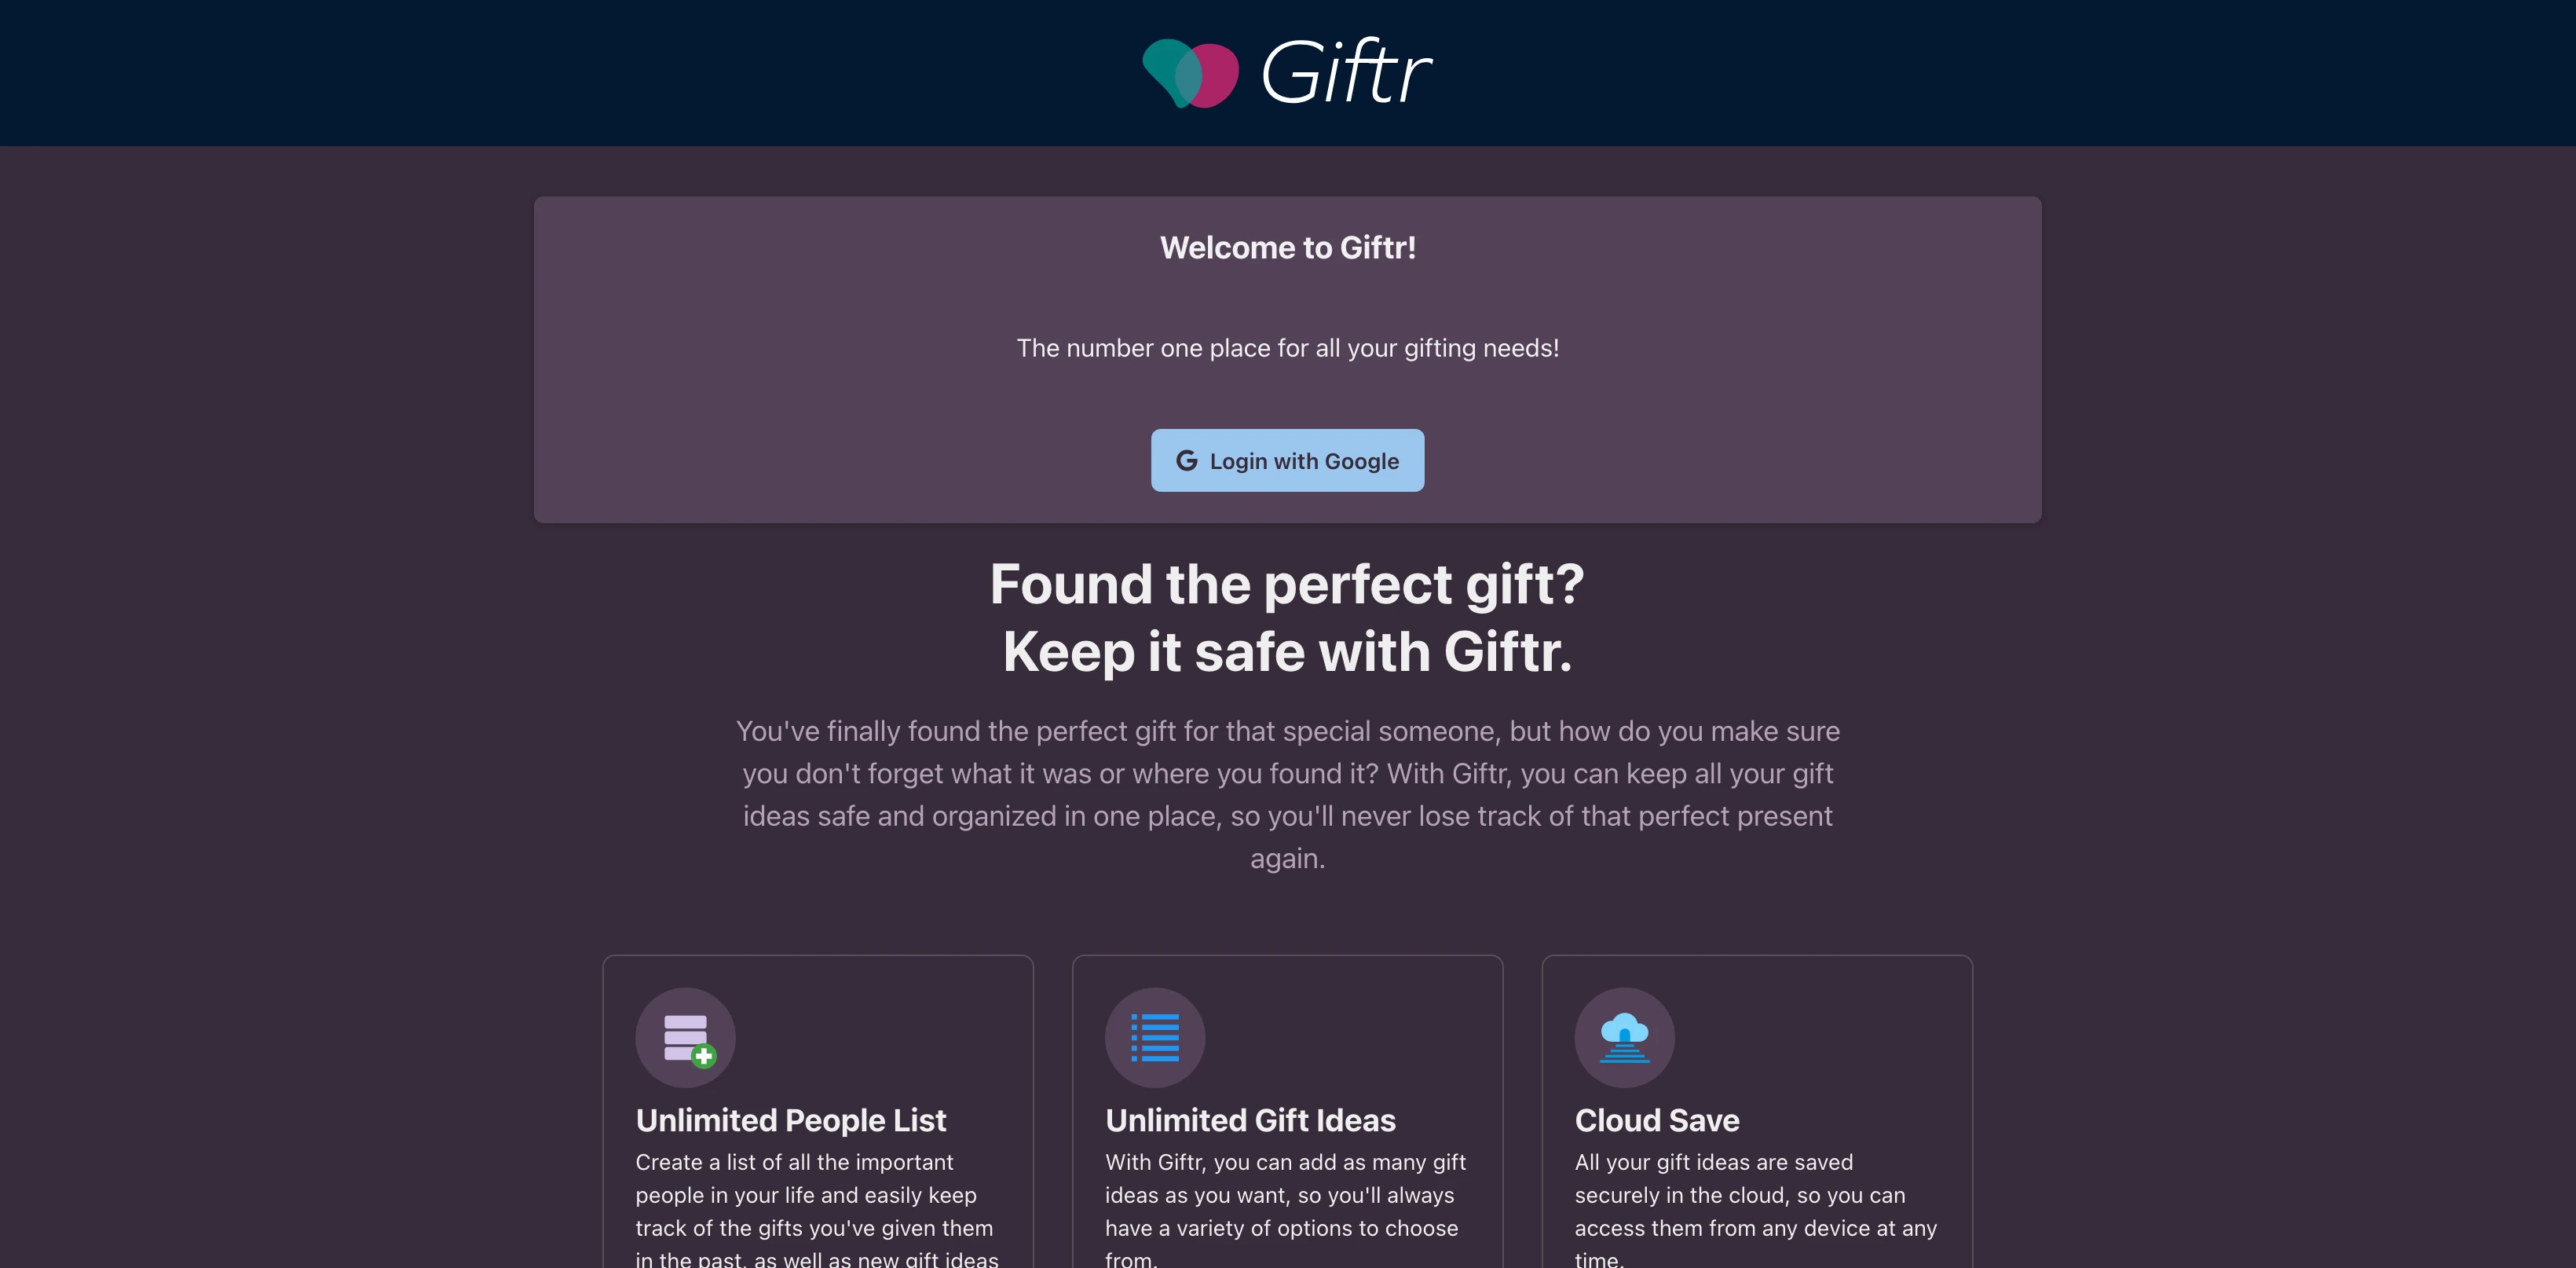 Giftr
Welcome to Giftr!
The number one place for all your gifting needs!
G Login with Google
Found the perfect gift?
Keep it safe with Giftr.
You've finally found the perfect gift for that special someone, but how do you make sure
you don't forget what it was or where you found it? With Giftr, you can keep all your gift
ideas safe and organized in one place, so you'll never lose track of that perfect present
again.
Unlimited People List
Create a list of all the important
people in your life and easily keep
track of the gifts you've given them
in the past, as well as new gift ideas
Unlimited Gift Ideas
With Giftr, you can add as many gift
ideas as you want, so you'll always
have a variety of options to choose
from.
Cloud Save
All your gift ideas are saved
securely in the cloud, so you can
access them from any device at any
time.